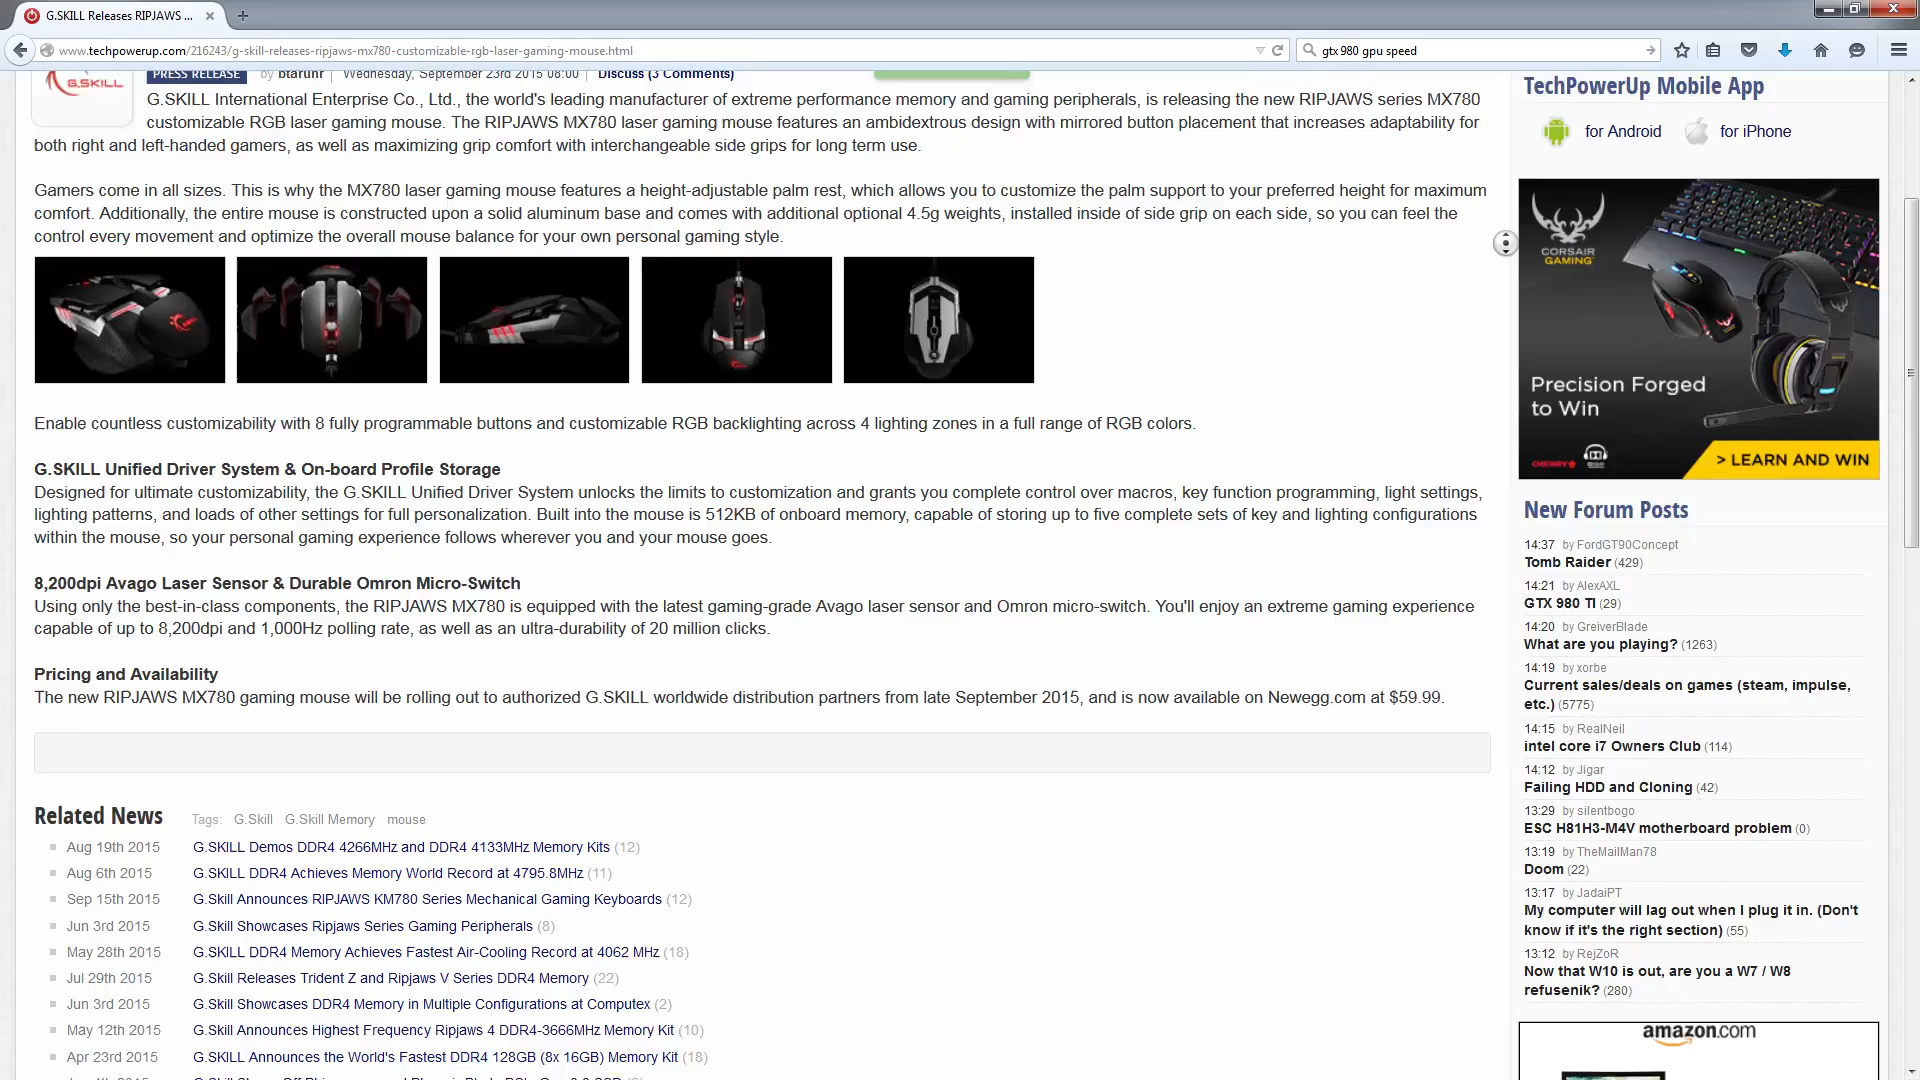 G.SKILL Releases RIPJAWS ...
www.techpowerup.com/216243/g-skill-releases-ripjaws-mx780-customizable-rgb-laser-gaming-mouse.html
gtx 980 gpu speed
G.SKILL
PRESS RELEASE by btarunr Wednesday, September 23rd 2015 08:00 Discuss (3 Comments)
G.SKILL International Enterprise Co., Ltd., the world's leading manufacturer of extreme performance memory and gaming peripherals, is releasing the new RIPJAWS series MX780
customizable RGB laser gaming mouse. The RIPJAWS MX780 laser gaming mouse features an ambidextrous design with mirrored button placement that increases adaptability for
both right and left-handed gamers, as well as maximizing grip comfort with interchangeable side grips for long term use.
Gamers come in all sizes. This is why the MX780 laser gaming mouse features a height-adjustable palm rest, which allows you to customize the palm support to your preferred height for maximum
comfort. Additionally, the entire mouse is constructed upon a solid aluminum base and comes with additional optional 4.5g weights, installed inside of side grip on each side, so you can feel the
control every movement and optimize the overall mouse balance for your own personal gaming style.
Enable countless customizability with 8 fully programmable buttons and customizable RGB backlighting across 4 lighting zones in a full range of RGB colors.
G.SKILL Unified Driver System & On-board Profile Storage
Designed for ultimate customizability, the G.SKILL Unified Driver System unlocks the limits to customization and grants you complete control over macros, key function programming, light settings,
lighting patterns, and loads of other settings for full personalization. Built into the mouse is 512KB of onboard memory, capable of storing up to five complete sets of key and lighting configurations
within the mouse, so your personal gaming experience follows wherever you and your mouse goes.
8,200dpi Avago Laser Sensor & Durable Omron Micro-Switch
Using only the best-in-class components, the RIPJAWS MX780 is equipped with the latest gaming-grade Avago laser sensor and Omron micro-switch. You'll enjoy an extreme gaming experience
capable of up to 8,200dpi and 1,000Hz polling rate, as well as an ultra-durability of 20 million clicks.
Pricing and Availability
The new RIPJAWS MX780 gaming mouse will be rolling out to authorized G.SKILL worldwide distribution partners from late September 2015, and is now available on Newegg.com at $59.99.
Related News Tags: G.Skill G.Skill Memory mouse
Aug 19th 2015 G.SKILL Demos DDR4 4266MHz and DDR4 4133MHz Memory Kits (12)
Aug 6th 2015 G.SKILL DDR4 Achieves Memory World Record at 4795.8MHz (11)
Sep 15th 2015 G.Skill Announces RIPJAWS KM780 Series Mechanical Gaming Keyboards (12)
Jun 3rd 2015 G.Skill Showcases Ripjaws Series Gaming Peripherals (8)
May 28th 2015 G.SKILL DDR4 Memory Achieves Fastest Air-Cooling Record at 4062 MHz (18)
Jul 29th 2015 G.Skill Releases Trident Z and Ripjaws V Series DDR4 Memory (22)
Jun 3rd 2015 G.Skill Showcases DDR4 Memory in Multiple Configurations at Computex (2)
May 12th 2015 G.Skill Announces Highest Frequency Ripjaws 4 DDR4-3666MHz Memory Kit (10)
Apr 23rd 2015 G.SKILL Announces the World's Fastest DDR4 128GB (8x 16GB) Memory Kit (18)
TechPowerUp Mobile App
for Android for iPhone
CORSAIR
GAMING
Precision Forged
to Win
CHERRY
> LEARN AND WIN
New Forum Posts
14:37 by FordGT90Concept
Tomb Raider (429)
14:21 by AlexAXL
GTX 980 TI (29)
14:20 by GreiverBlade
What are you playing? (1263)
14:19 by xorbe
Current sales/deals on games (steam, impulse,
etc.) (5775)
14:15 by RealNeil
intel core i7 Owners Club (114)
14:12 by Jigar
Failing HDD and Cloning (42)
13:29 by silentbogo
ESC H81H3-M4V motherboard problem (0)
13:19 by TheMailMan78
Doom (22)
13:17 by JadaiPT
My computer will lag out when I plug it in. (Don't
know if it's the right section) (55)
13:12 by RejZoR
Now that W10 is out, are you a W7 / W8
refusenik? (280)
amazon.com